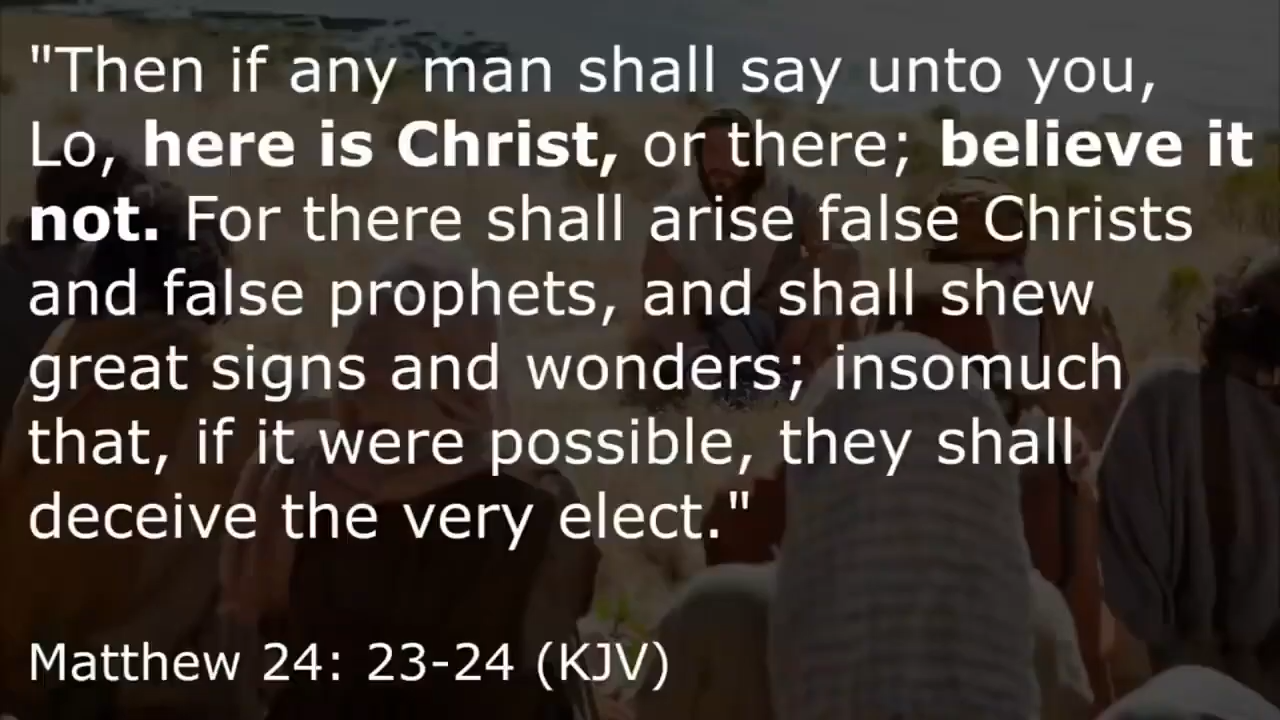 "Then if any man shall say unto you,
Lo, here is Christ, or there; believe it
not. For there shall arise false Christs
and false prophets, and shall shew
great signs and wonders; insomuch
that, if it were possible, they shall
deceive the very elect."
Matthew 24: 23-24 (KJV)